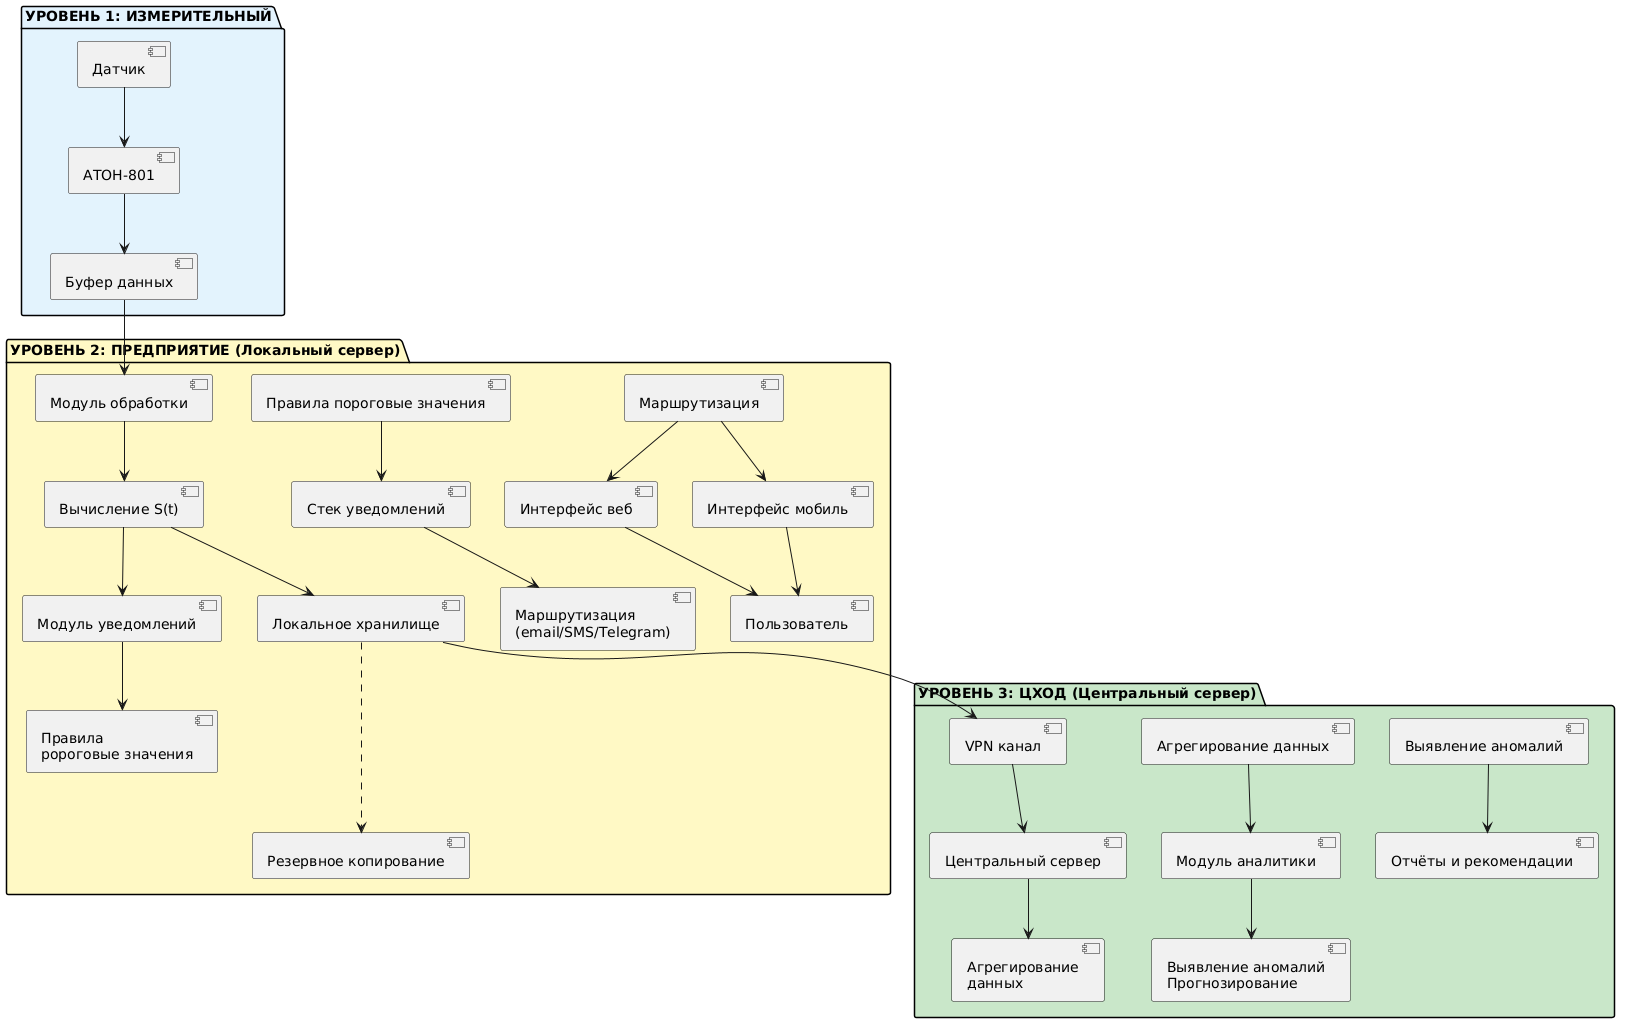 УРОВЕНЬ 1: ИЗМЕРИТЕЛЬНЫЙ
Датчик
АТОН-801
Буфер данных
УРОВЕНЬ 2: ПРЕДПРИЯТИЕ (Локальный сервер)
Модуль обработки
Правила пороговые значения
Маршрутизация
Вычисление S(t)
Стек уведомлений
Интерфейс веб
Интерфейс мобиль
Модуль уведомлений
Локальное хранилище
Маршрутизация
(email/SMS/Telegram)
Пользователь
Правила
ророговые значения
Резервное копирование
УРОВЕНЬ 3: ЦХОД (Центральный сервер)
VPN канал
Агрегирование данных
Выявление аномалий
Центральный сервер
Модуль аналитики
Отчёты и рекомендации
Агрегирование
данных
Выявление аномалий
Прогнозирование